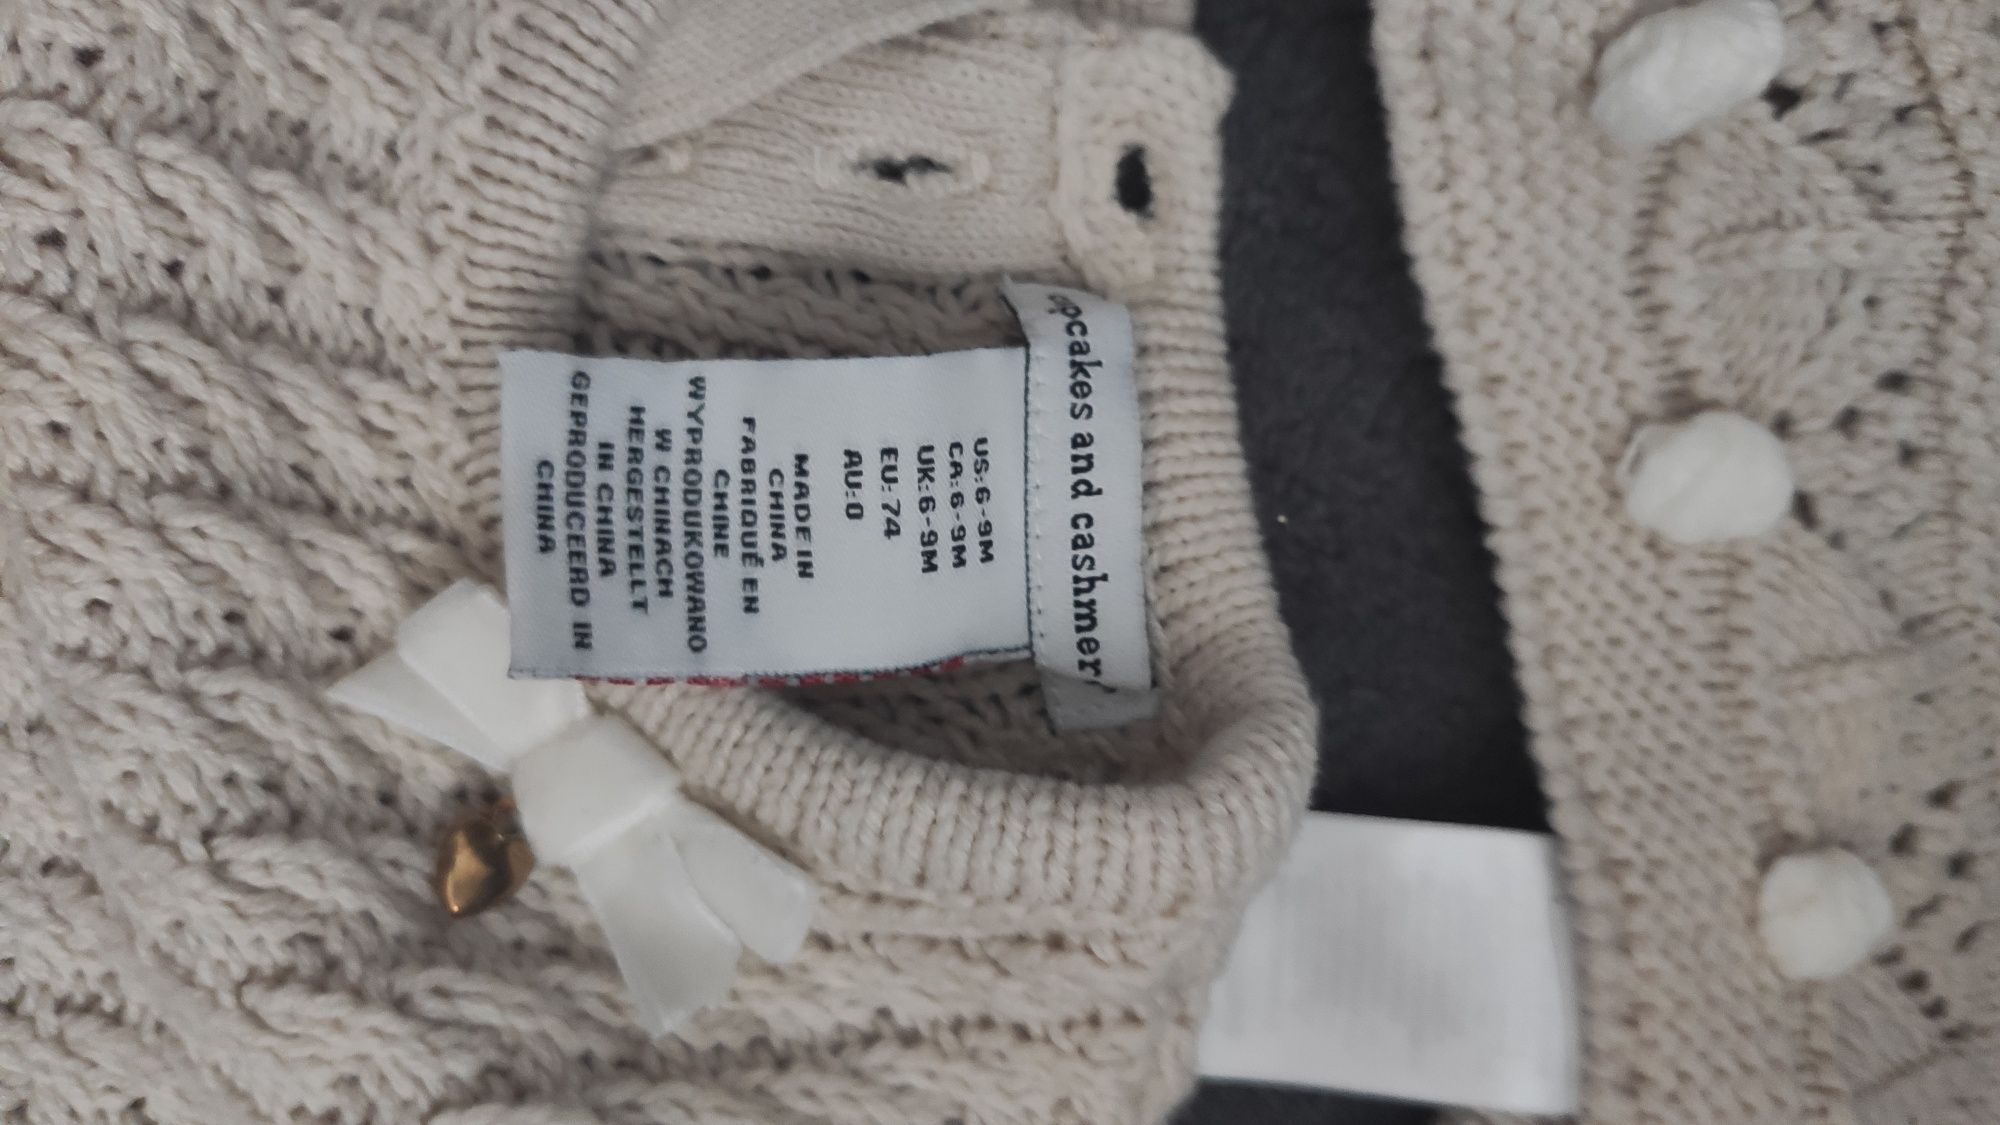 cupcakes and cashmere
US:6-9M
CA:6-9M
UK:6-9M
EU:74
AU:0
MADE IN
CHINA
FABRIQUÉ EN
CHINE
WYPRODUKOWANO
W CHINACH
HERGESTELLT
IN CHINA
GEPRODUCEERD IN
CHINA